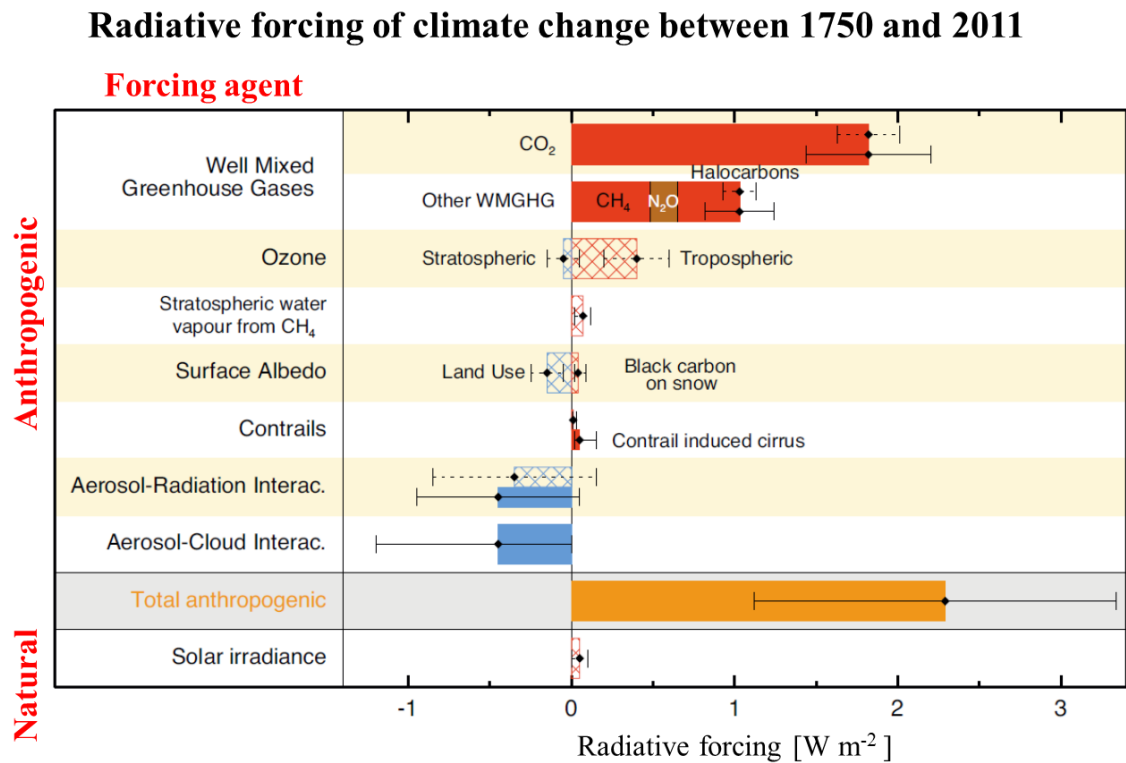 Radiative forcing of climate change between 1750 and 2011
Forcing agent
Anthropogenic
Natural
Well Mixed
Greenhouse Gases
CO2
Other WMGHG
Halocarbons
CH4
N2O
Ozone
Stratospheric
Tropospheric
Stratospheric water
vapour from CH4
Surface Albedo
Land Use
Black carbon
on snow
Contrails
Contrail induced cirrus
Aerosol-Radiation Interac.
Aerosol-Cloud Interac.
Total anthropogenic
Solar irradiance
-1 0 1 2 3
Radiative forcing [W m-2 ]